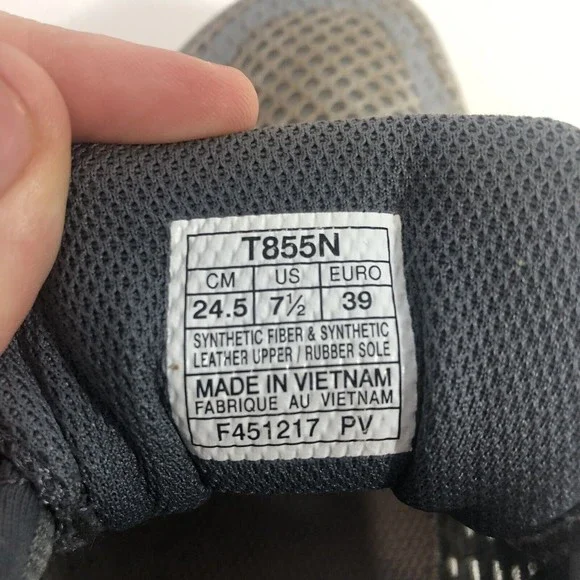 T855N
CM US EURO
24.5 7½ 39
SYNTHETIC FIBER & SYNTHETIC
LEATHER UPPER / RUBBER SOLE
MADE IN VIETNAM
FABRIQUE AU VIETNAM
F451217 PV